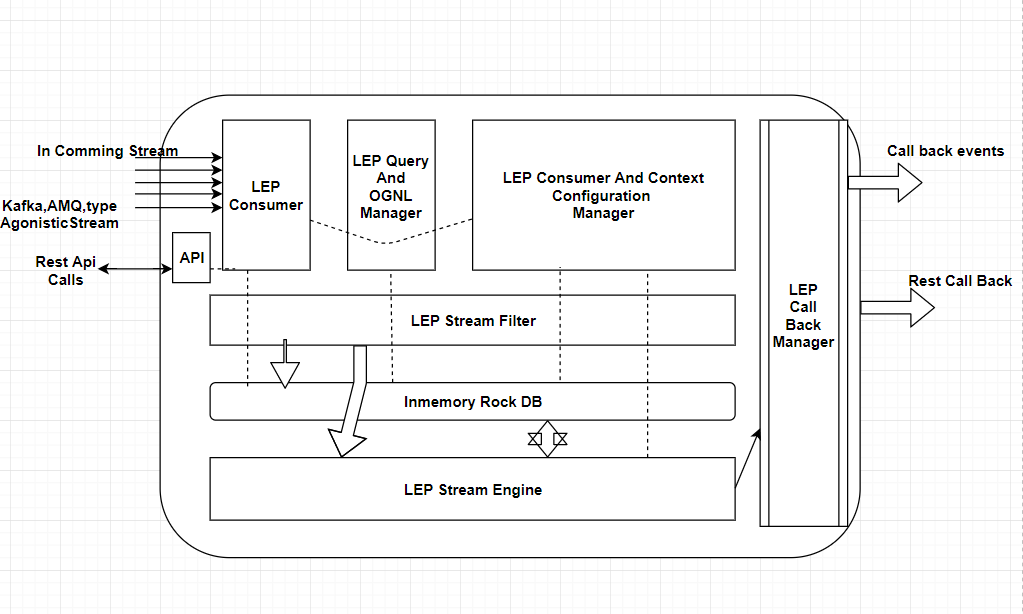 In Comming Stream
Kafka,AMQ,type
AgonisticStream
Rest Api
Calls
API
LEP
Consumer
LEP Query
And
OGNL
Manager
LEP Consumer And Context
Configuration
Manager
LEP Stream Filter
Inmemory Rock DB
LEP Stream Engine
LEP
Call
Back
Manager
Call back events
Rest Call Back